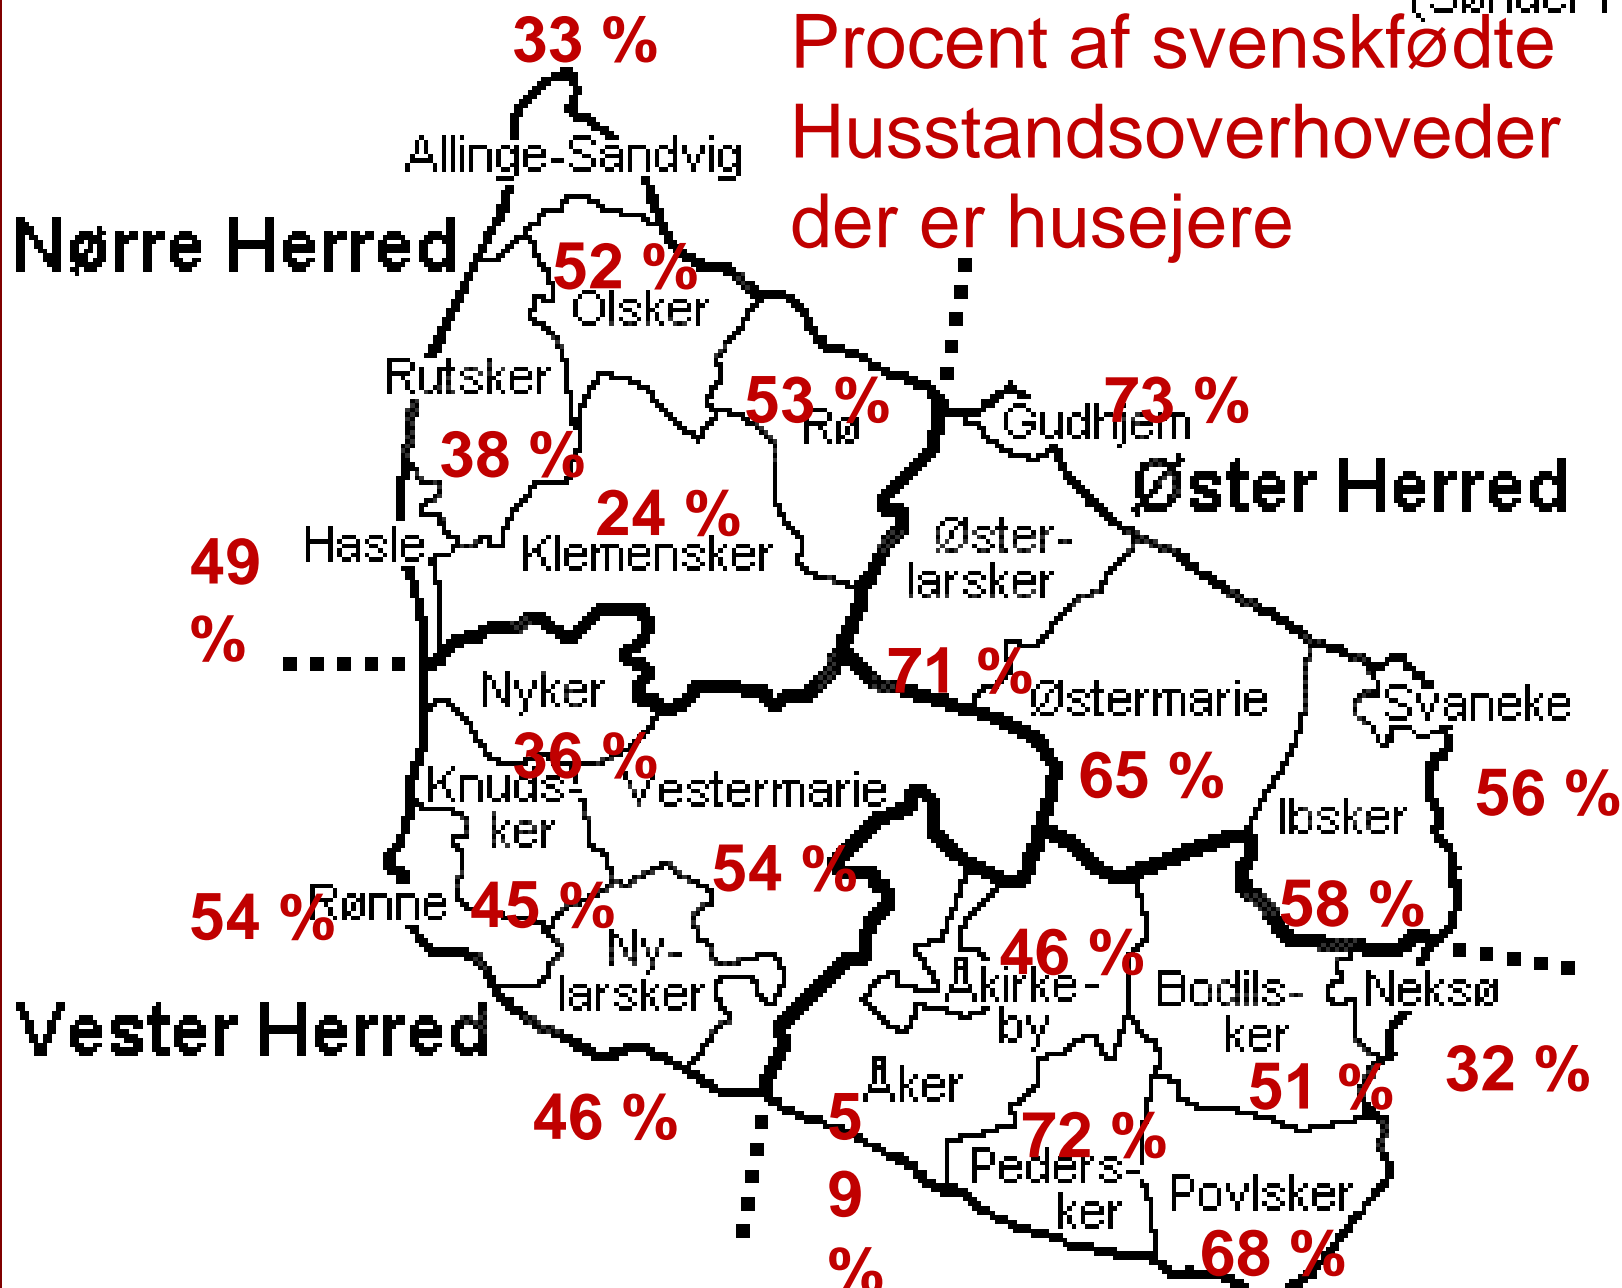 33 %
Procent af svenskfødte
Husstandsoverhoveder
der er husejere
Allinge-Sandvig
Nørre Herred
52 %
Olsker
Rutsker
53 %
Rø
73 %
Gudhjem
38 %
Øster Herred
24 %
Hasle
Klemensker
49
%
Øster-
larsker
71 %
Nyker
Østermarie
Svaneke
36 %
Knuds-
ker
Vestermarie
65 %
56 %
Ibsker
54 %
54 %
Rønne
45 %
58 %
Ny-
larsker
46 %
Åkirke-
by
Bodils-
ker
Neksø
Vester Herred
Åker
51 %
32 %
46 %
5
9
%
72 %
Peders-
ker
Povlsker
68 %